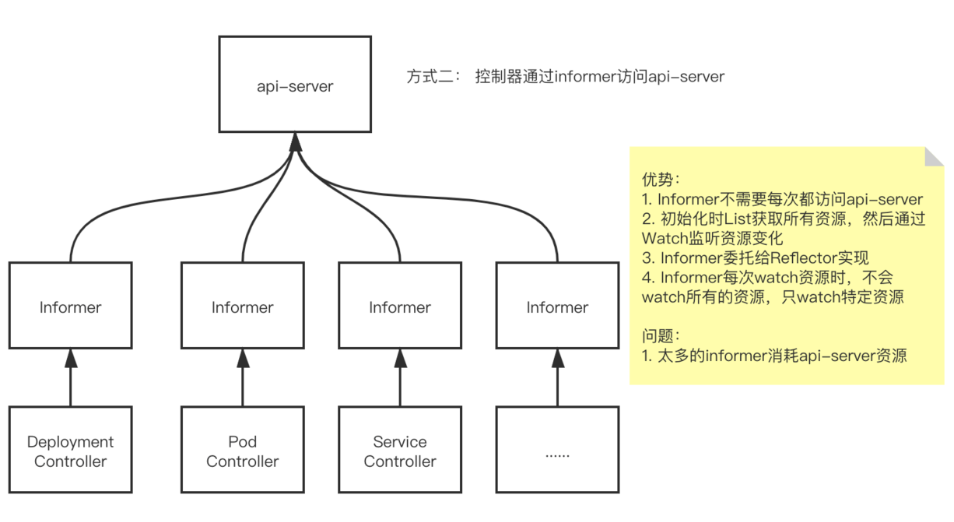 api-server
方式二： 控制器通过informer访问api-server
优势：
1. Informer不需要每次都访问api-server
2. 初始化时List获取所有资源，然后通过
Watch监听资源变化
3. Informer委托给Reflector实现
4. Informer每次watch资源时，不会
watch所有的资源，只watch特定资源
问题：
1. 太多的informer消耗api-server资源
Informer
Informer
Informer
Informer
Deployment
Controller
Pod
Controller
Service
Controller
......